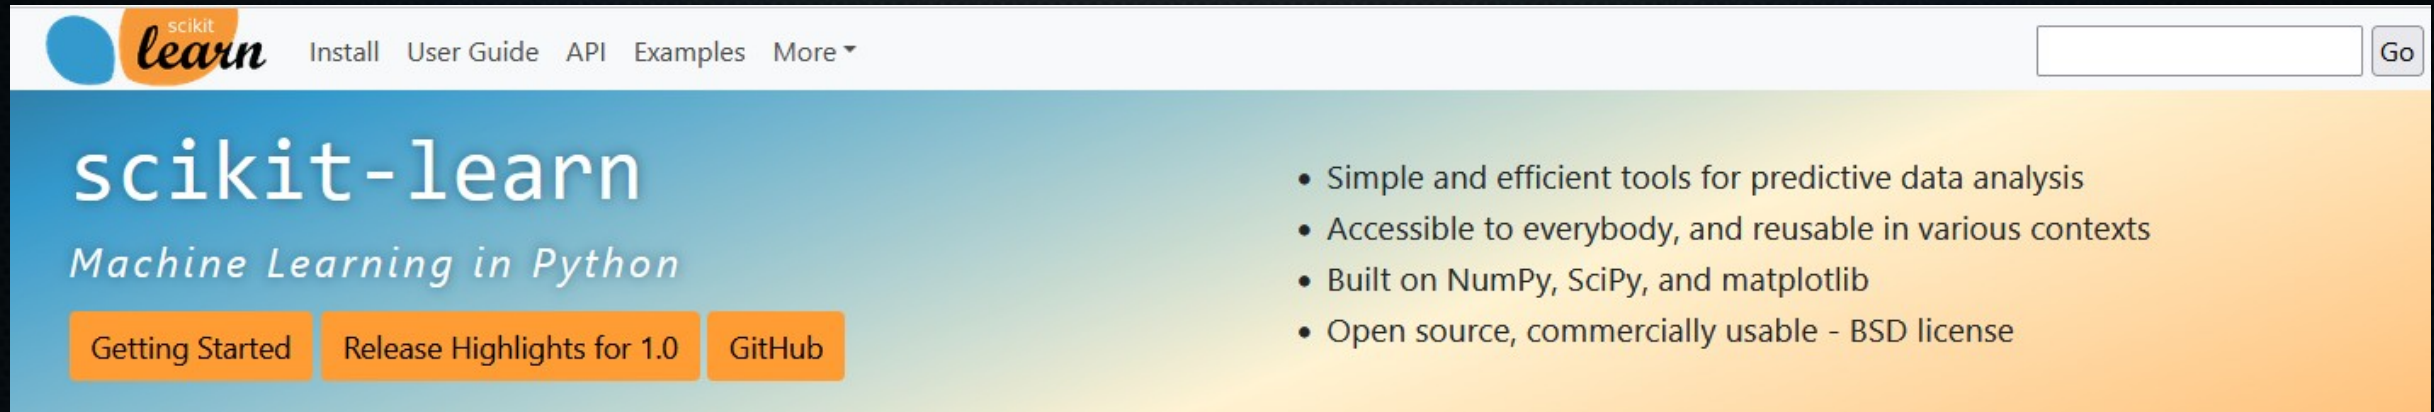 scikit
learn
Install User Guide API Examples More
Go
scikit-learn
Machine Learning in Python
Getting Started Release Highlights for 1.0 GitHub
• Simple and efficient tools for predictive data analysis
• Accessible to everybody, and reusable in various contexts
• Built on NumPy, SciPy, and matplotlib
• Open source, commercially usable - BSD license